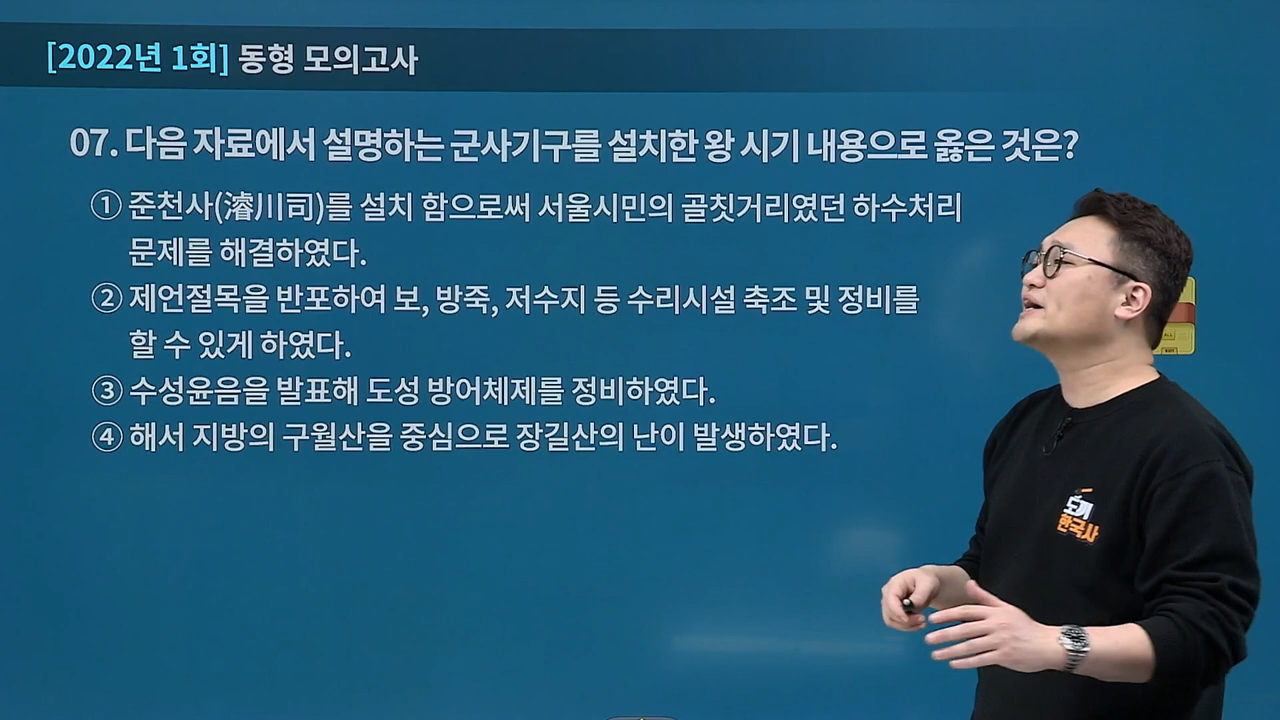 [2022년 1회] 동형 모의고사
07. 다음 자료에서 설명하는 군사기구를 설치한 왕 시기 내용으로 옳은 것은?
① 준천사(濬川司)를 설치 함으로써 서울시민의 골칫거리였던 하수처리
문제를 해결하였다.
② 제언절목을 반포하여 보, 방죽, 저수지 등 수리시설 축조 및 정비를
할 수 있게 하였다.
③ 수성윤음을 발표해 도성 방어체제를 정비하였다.
④ 해서 지방의 구월산을 중심으로 장길산의 난이 발생하였다.
도끼
한국사